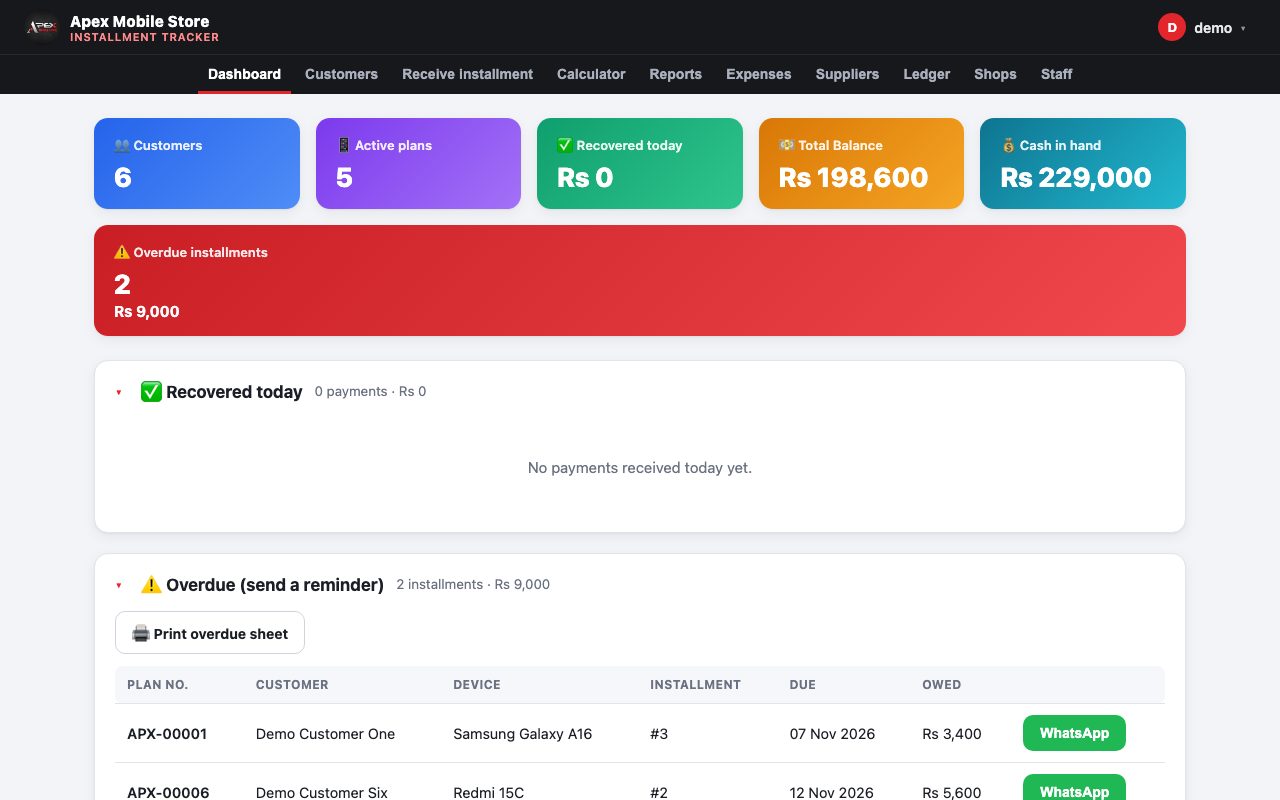 APEX
Apex Mobile Store
INSTALLMENT TRACKER
D demo
Dashboard Customers Receive installment Calculator Reports Expenses Suppliers Ledger Shops Staff
Customers
6
Active plans
5
Recovered today
Rs 0
Total Balance
Rs 198,600
Cash in hand
Rs 229,000
Overdue installments
2
Rs 9,000
Recovered today 0 payments · Rs 0
No payments received today yet.
Overdue (send a reminder) 2 installments · Rs 9,000
Print overdue sheet
PLAN NO. CUSTOMER DEVICE INSTALLMENT DUE OWED
APX-00001 Demo Customer One Samsung Galaxy A16 #3 07 Nov 2026 Rs 3,400 WhatsApp
APX-00006 Demo Customer Six Redmi 15C #2 12 Nov 2026 Rs 5,600 WhatsApp